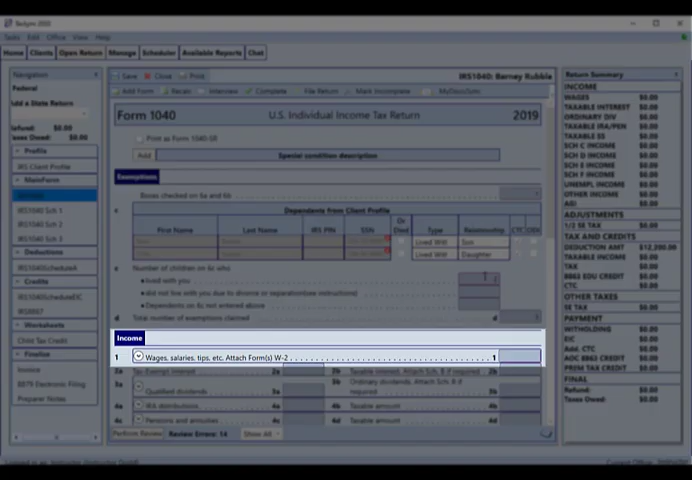 Taxsync 2020
Tasks Edit Office View Help
Home Clients Open Return Manage Scheduler Available Reports Chat
Navigation
Federal
Add a State Return
Refund: $0.00
Taxes Owed: $0.00
Profile
IRS Client Profile
MainForm
IRS1040
IRS1040 Sch 1
IRS1040 Sch 2
IRS1040 Sch 3
Deductions
IRS1040ScheduleA
Credits
IRS1040ScheduleEIC
IRS8867
Worksheets
Child Tax Credit
Finalize
Invoice
8879 Electronic Filing
Preparer Notes
Save Close Print
IRS1040: Barney Rubble
Add Form Recalc Interview Complete File Return Mark Incomplete MyDocsSync
Form 1040 U.S. Individual Income Tax Return 2019
Print as Form 1040-SR
Add Special condition description
Exemptions
Boxes checked on 6a and 6b
c Dependents from Client Profile
First Name Last Name IRS PIN SSN Or Died Type Relationship CTC
Lived With Son
Lived With Daughter
Number of children on 6c who
lived with you
did not live with you due to divorce or separation(see instructions)
Dependents on 6c not entered above
d Total number of exemptions claimed d
Income
1 Wages, salaries, tips, etc. Attach Form(s) W-2 1
2a Tax-Exempt interest 2a 2b Taxable interest, Attach Sch. B if required 2b
3a Qualified dividends 3a 3b Ordinary dividends, Attach Sch. B if required 3b
4a IRA distributions 4a 4b Taxable amount 4b
4c Pensions and annuities 4c 4d Taxable amount 4d
Perform Review Review Errors: 14 Show All
Return Summary
INCOME
WAGES $0.00
TAXABLE INTEREST $0.00
ORDINARY DIV $0.00
TAXABLE IRA/PEN $0.00
TAXABLE SS $0.00
SCH C INCOME $0.00
SCH D INCOME $0.00
SCH E INCOME $0.00
SCH F INCOME $0.00
UNEMPL INCOME $0.00
OTHER INCOME $0.00
AGI $0.00
ADJUSTMENTS
1/2 SE TAX $0.00
TAX AND CREDITS
DEDUCTION AMT $12,200.00
TAXABLE INCOME $0.00
TAX $0.00
8863 EDU CREDIT $0.00
CTC $0.00
OTHER TAXES
SE TAX $0.00
PAYMENT
WITHHOLDING $0.00
EIC $0.00
Add. CTC $0.00
AOC 8863 CREDIT $0.00
PREM TAX CREDIT $0.00
FINAL
Refund: $0.00
Taxes Owed: $0.00